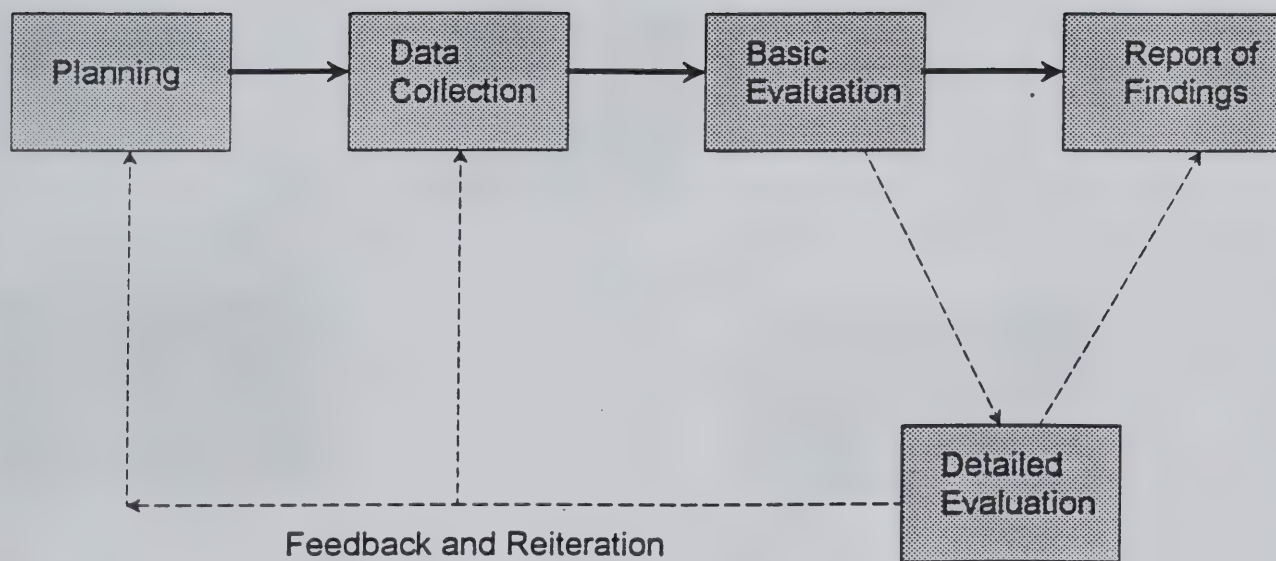 Planning
Data
Collection
Basic
Evaluation
Report of
Findings
Detailed
Evaluation
Feedback and Reiteration